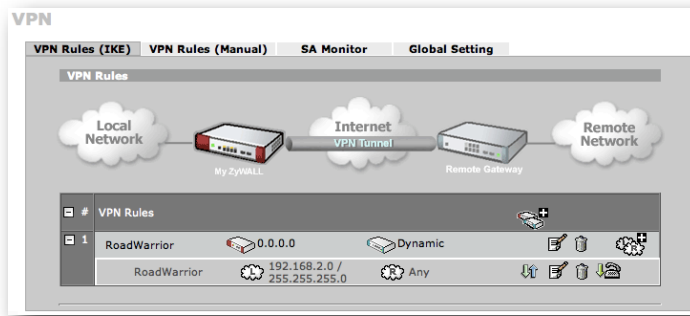 VPN
VPN Rules (IKE) VPN Rules (Manual) SA Monitor Global Setting
VPN Rules
Local Network
Internet
Remote Network
VPN Tunnel
My ZyWALL
Remote Gateway
# VPN Rules
1 RoadWarrior 0.0.0.0 Dynamic
RoadWarrior L 192.168.2.0 / 255.255.255.0 R Any